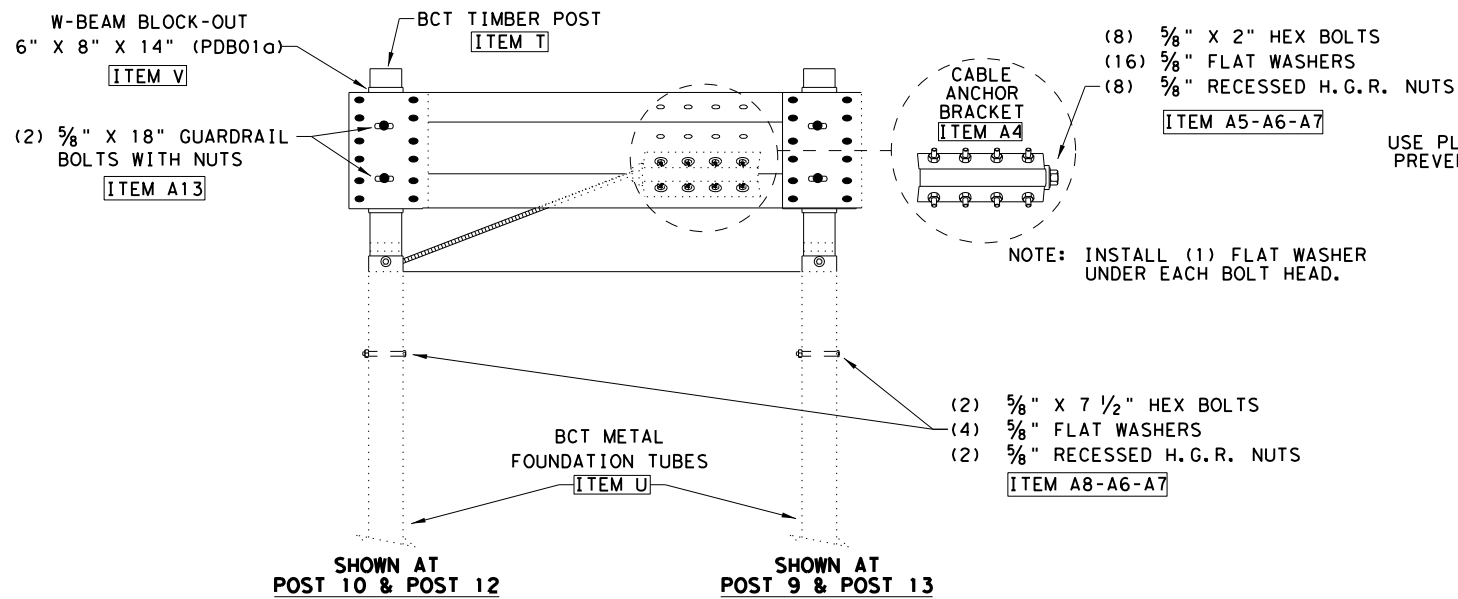 W-BEAM BLOCK-OUT
6" X 8" X 14" (PDB01a)
ITEM V
BCT TIMBER POST
ITEM T
(2) 5/8" X 18" GUARDRAIL
BOLTS WITH NUTS
ITEM A13
CABLE
ANCHOR
BRACKET
ITEM A4
(8) 5/8" X 2" HEX BOLTS
(16) 5/8" FLAT WASHERS
(8) 5/8" RECESSED H.G.R. NUTS
ITEM A5-A6-A7
USE PL
PREVE
NOTE: INSTALL (1) FLAT WASHER
UNDER EACH BOLT HEAD.
(2) 5/8" X 7 1/2" HEX BOLTS
(4) 5/8" FLAT WASHERS
(2) 5/8" RECESSED H.G.R. NUTS
ITEM A8-A6-A7
BCT METAL
FOUNDATION TUBES
ITEM U
SHOWN AT
POST 10 & POST 12
SHOWN AT
POST 9 & POST 13